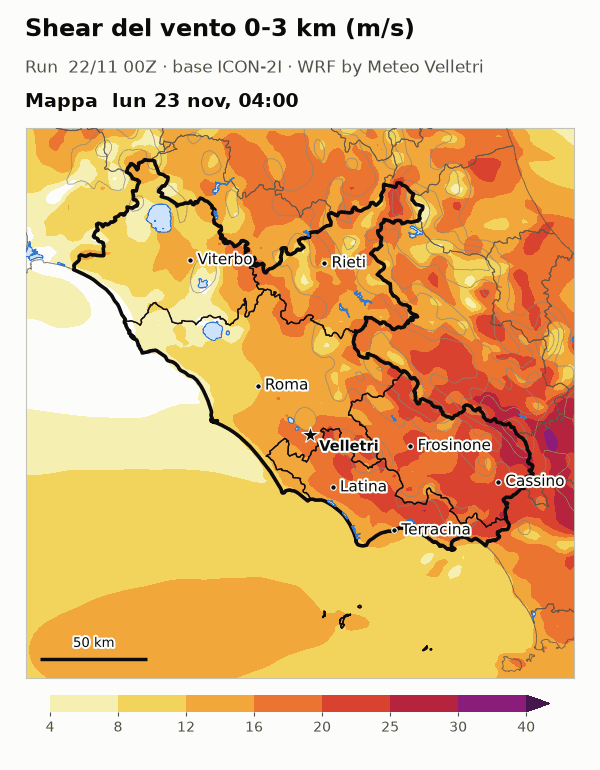 Shear del vento 0-3 km (m/s)
Run  22/11 00Z · base ICON-2I · WRF by Meteo Velletri
Mappa  lun 23 nov, 04:00
Viterbo
Rieti
Roma
Velletri
Frosinone
Cassino
Latina
Terracina
50 km
4 8 12 16 20 25 30 40